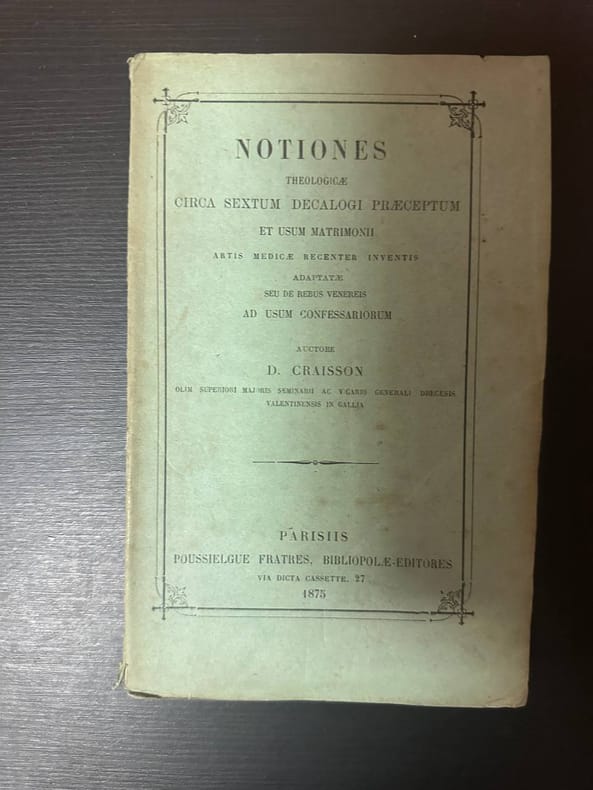 NOTIONES
THEOLOGICÆ
CIRCA SEXTUM DECALOGI PRÆCEPTUM
ET USUM MATRIMONII
ARTIS MEDICÆ RECENTER INVENTIS
ADAPTATÆ
SEU DE REBUS VENEREIS
AD USUM CONFESSARIORUM
AUCTORE
D. CRAISSON
OLIM SUPERIORI MAJORIS SEMINARII AC VICARIO GENERALI DIŒCESIS
VALENTINENSIS IN GALLIA
PARISIIS
POUSSIELGUE FRATRES, BIBLIOPOLÆ-EDITORES
VIA DICTA CASSETTE, 27
1875